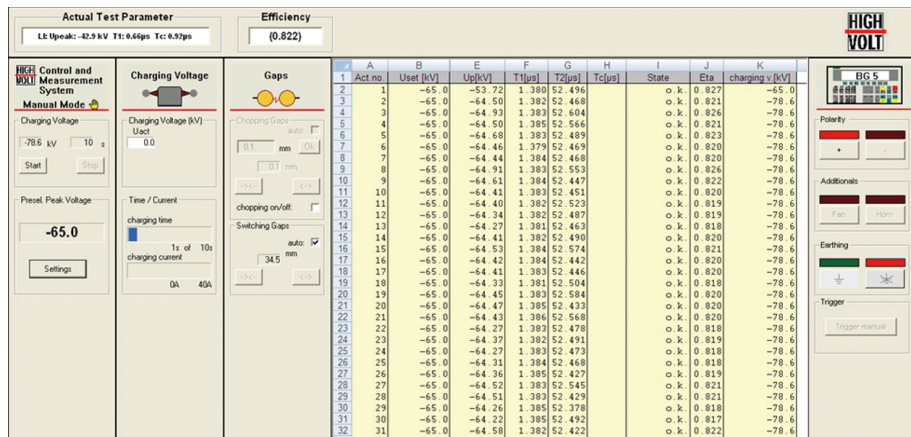 Actual Test Parameter
LI: Upeak: -42.9 kV T1: 0.66µs Tc: 0.92µs
Efficiency
(0.822)
HIGH
VOLT
HIGH
VOLT
Control and
Measurement
System
Manual Mode
Charging Voltage
-78.6 kV 10 s
Start Stop
Presel. Peak Voltage
-65.0
Settings
Charging Voltage
Charging Voltage [kV]
Uact
0.0
Time / Current
charging time
1s of 10s
charging current
0A 40A
Gaps
Chopping Gaps
auto:
0.1 mm Ok
0.1 mm
-><- <->
chopping on/off:
Switching Gaps
auto:
34.5 mm
-><- <->
A B E F G H I J K
1 Act.no. Uset [kV] Up[kV] T1[µs] T2[µs] Tc[µs] State Eta charging v.[kV]
2 1 -65.0 -53.72 1.380 52.496 o.k. 0.827 -65.0
3 2 -65.0 -64.50 1.382 52.468 o.k. 0.821 -78.6
4 3 -65.0 -64.93 1.383 52.604 o.k. 0.826 -78.6
5 4 -65.0 -64.50 1.385 52.566 o.k. 0.821 -78.6
6 5 -65.0 -64.68 1.383 52.489 o.k. 0.823 -78.6
7 6 -65.0 -64.46 1.379 52.469 o.k. 0.820 -78.6
8 7 -65.0 -64.44 1.384 52.468 o.k. 0.820 -78.6
9 8 -65.0 -64.91 1.383 52.553 o.k. 0.826 -78.6
10 9 -65.0 -64.61 1.384 52.447 o.k. 0.822 -78.6
11 10 -65.0 -64.41 1.383 52.451 o.k. 0.820 -78.6
12 11 -65.0 -64.40 1.382 52.523 o.k. 0.819 -78.6
13 12 -65.0 -64.34 1.382 52.487 o.k. 0.819 -78.6
14 13 -65.0 -64.27 1.381 52.463 o.k. 0.818 -78.6
15 14 -65.0 -64.41 1.382 52.490 o.k. 0.820 -78.6
16 15 -65.0 -64.53 1.384 52.574 o.k. 0.821 -78.6
17 16 -65.0 -64.42 1.384 52.442 o.k. 0.820 -78.6
18 17 -65.0 -64.41 1.383 52.446 o.k. 0.820 -78.6
19 18 -65.0 -64.33 1.381 52.504 o.k. 0.818 -78.6
20 19 -65.0 -64.45 1.383 52.584 o.k. 0.820 -78.6
21 20 -65.0 -64.47 1.385 52.433 o.k. 0.820 -78.6
22 21 -65.0 -64.43 1.386 52.568 o.k. 0.820 -78.6
23 22 -65.0 -64.27 1.383 52.478 o.k. 0.818 -78.6
24 23 -65.0 -64.37 1.382 52.491 o.k. 0.819 -78.6
25 24 -65.0 -64.27 1.383 52.473 o.k. 0.818 -78.6
26 25 -65.0 -64.31 1.384 52.468 o.k. 0.818 -78.6
27 26 -65.0 -64.36 1.385 52.427 o.k. 0.819 -78.6
28 27 -65.0 -64.52 1.383 52.545 o.k. 0.821 -78.6
29 28 -65.0 -64.51 1.383 52.429 o.k. 0.821 -78.6
30 29 -65.0 -64.26 1.385 52.378 o.k. 0.818 -78.6
31 30 -65.0 -64.22 1.385 52.492 o.k. 0.817 -78.6
32 31 -65.0 -64.58 1.382 52.422 o.k. 0.822 -78.6
BG 5
Polarity
+ -
Additionals
Fan Horn
Earthing
Trigger
Trigger manual